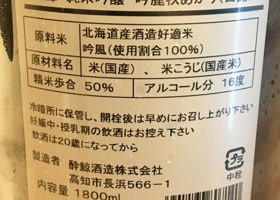 原料米 北海道産酒造好適米
吟風(使用割合100%)
原材料名 米(国産)、米こうじ(国産米)
精米歩合 50% アルコール分 16度
冷暗所に保管し、開栓後は早めにお召し上がり下さい
妊娠中・授乳期の飲酒はお控え下さい
飲酒は20歳になってから
製造者 酔鯨酒造株式会社
高知市長浜566-1
内容量 1800ml
プラ
中栓